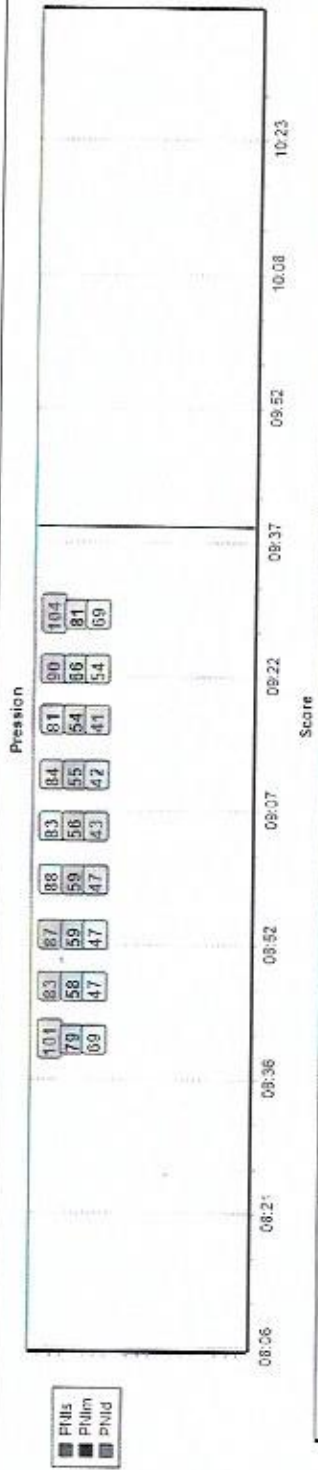 Pression
PNIs
PNIm
PNId
101 83 87 88 83 84 81 90 104
79 58 59 59 56 55 54 66 81
69 47 47 47 43 42 41 54 69
08:06 08:21 08:36 08:52 09:07 09:22 09:37 09:52 10:08 10:23
Score